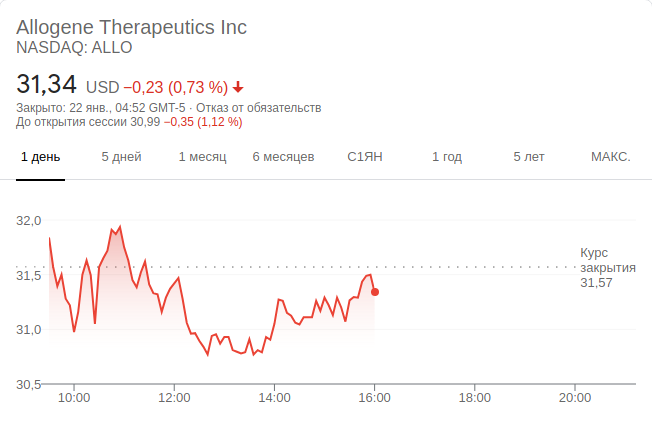 Allogene Therapeutics Inc
NASDAQ: ALLO
31,34 USD −0,23 (0,73 %)
Закрыто: 22 янв., 04:52 GMT-5 · Отказ от обязательств
До открытия сессии 30,99 −0,35 (1,12 %)
1 день 5 дней 1 месяц 6 месяцев С1ЯН 1 год 5 лет МАКС.
32,0
Курс
закрытия
31,5
31,57
31,0
30,5
10:00 12:00 14:00 16:00 18:00 20:00